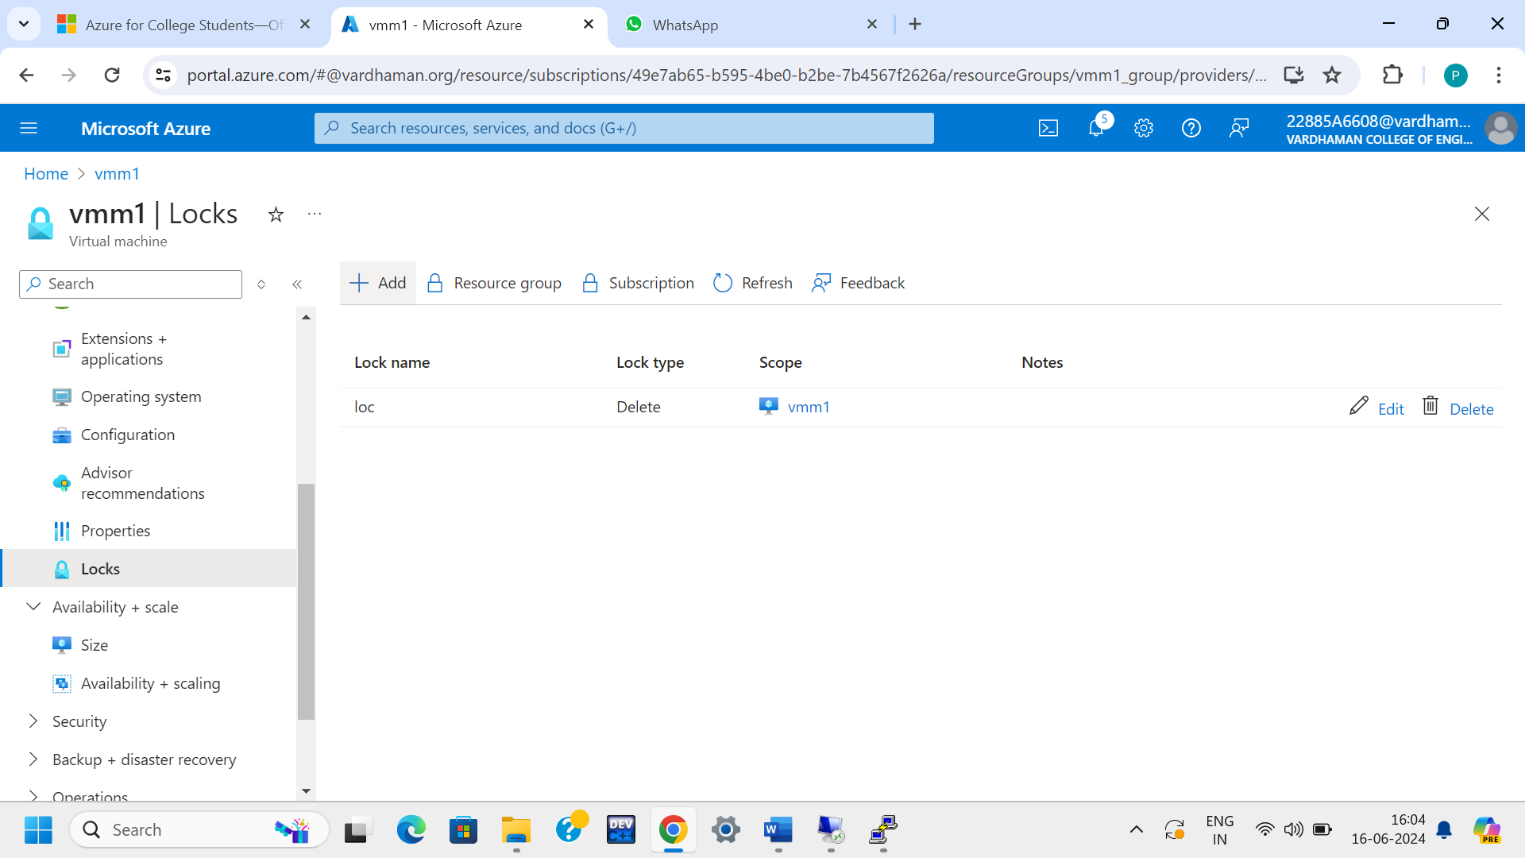 Azure for College Students—Of
vmm1 - Microsoft Azure
WhatsApp
portal.azure.com/#@vardhaman.org/resource/subscriptions/49e7ab65-b595-4be0-b2be-7b4567f2626a/resourceGroups/vmm1_group/providers/...
P
Microsoft Azure
Search resources, services, and docs (G+/)
5
22885A6608@vardham...
VARDHAMAN COLLEGE OF ENGI...
Home > vmm1
vmm1 | Locks
Virtual machine
Search
Add
Resource group
Subscription
Refresh
Feedback
Extensions +
applications
Operating system
Configuration
Advisor
recommendations
Properties
Locks
Availability + scale
Size
Availability + scaling
Security
Backup + disaster recovery
Operations
Lock name Lock type Scope Notes
loc Delete vmm1 Edit Delete
Search
DEV
C++
W
ENG
IN
16:04
16-06-2024
PRE